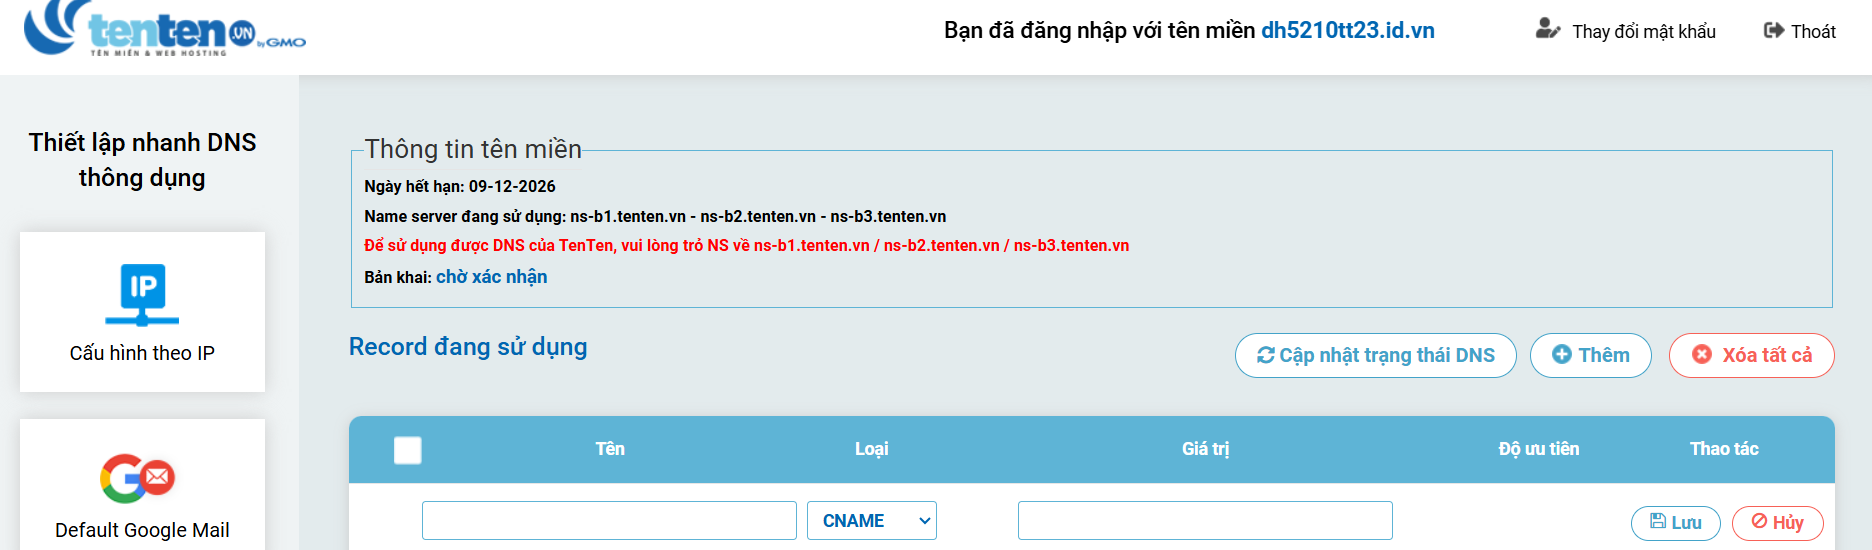 tenten.vn by GMO
TÊN MIỀN & WEB HOSTING
Bạn đã đăng nhập với tên miền dh5210tt23.id.vn
Thay đổi mật khẩu
Thoát
Thiết lập nhanh DNS
thông dụng
IP
Cấu hình theo IP
Default Google Mail
Thông tin tên miền
Ngày hết hạn: 09-12-2026
Name server đang sử dụng: ns-b1.tenten.vn - ns-b2.tenten.vn - ns-b3.tenten.vn
Để sử dụng được DNS của TenTen, vui lòng trỏ NS về ns-b1.tenten.vn / ns-b2.tenten.vn / ns-b3.tenten.vn
Bản khai: chờ xác nhận
Record đang sử dụng
Cập nhật trạng thái DNS
Thêm
Xóa tất cả
Tên
Loại
Giá trị
Độ ưu tiên
Thao tác
CNAME
Lưu
Hủy